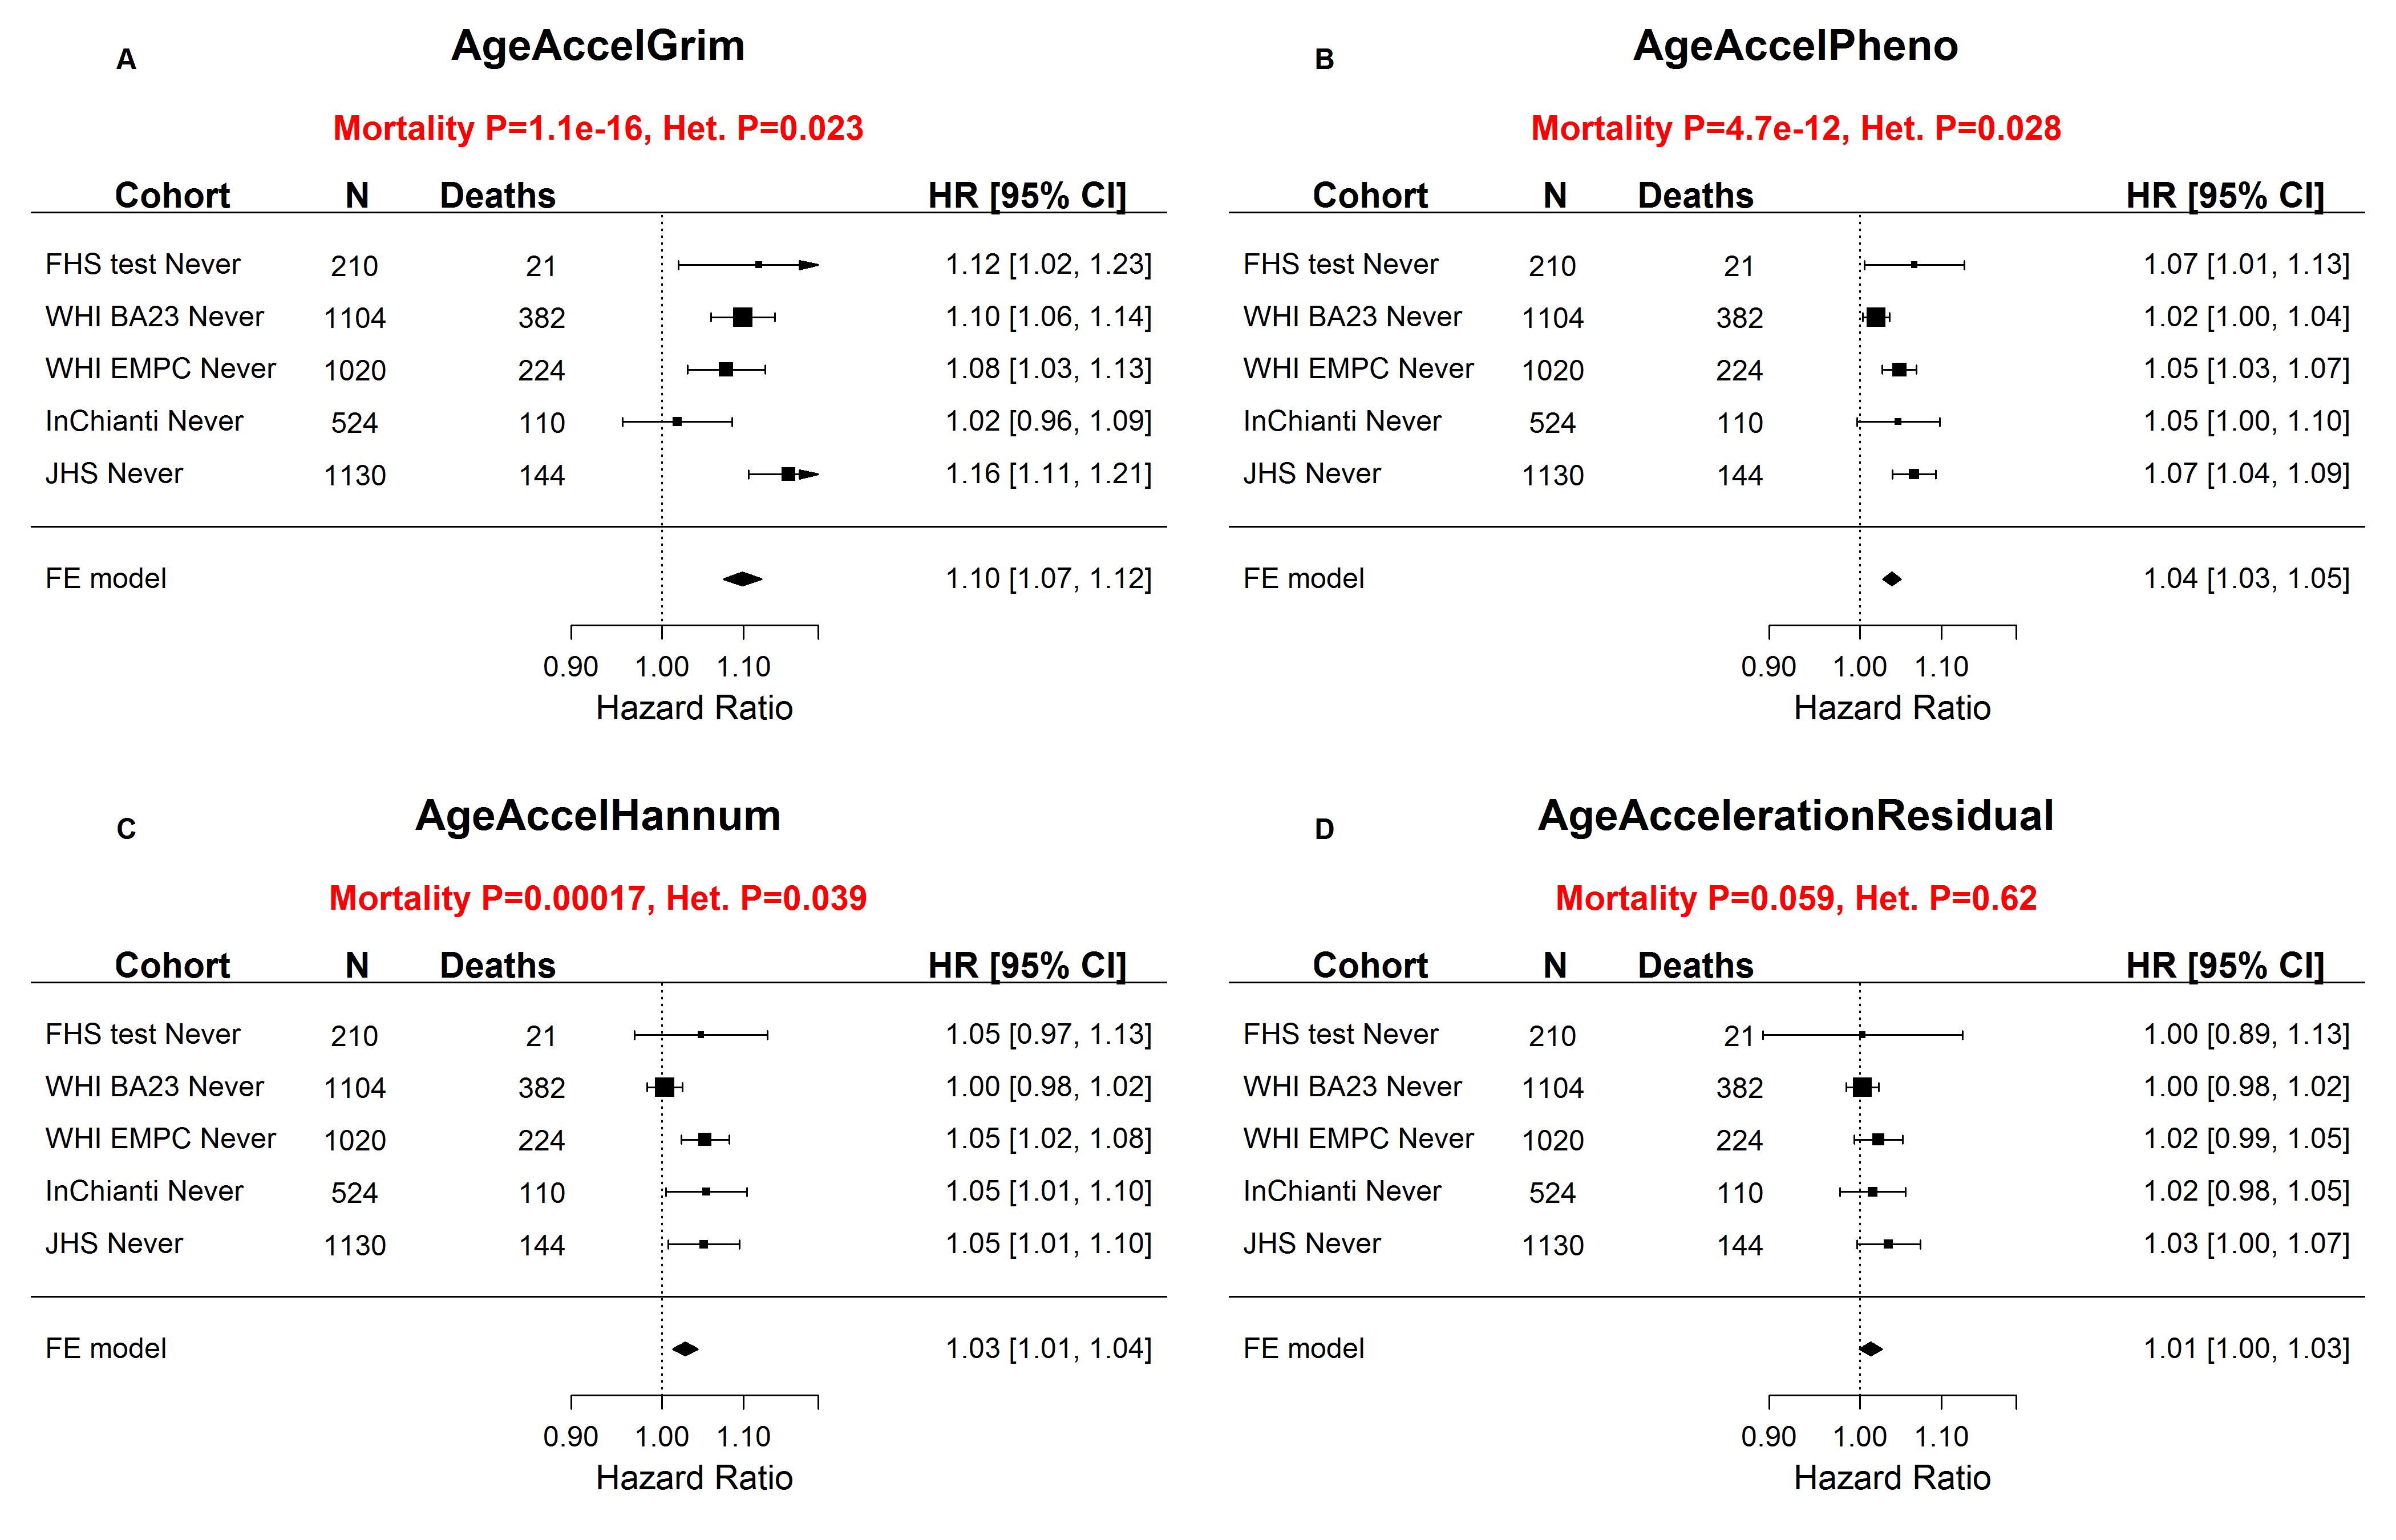 A
AgeAccelGrim
Mortality P=1.1e-16, Het. P=0.023
Cohort N Deaths HR [95% CI]
FHS test Never 210 21 1.12 [1.02, 1.23]
WHI BA23 Never 1104 382 1.10 [1.06, 1.14]
WHI EMPC Never 1020 224 1.08 [1.03, 1.13]
InChianti Never 524 110 1.02 [0.96, 1.09]
JHS Never 1130 144 1.16 [1.11, 1.21]
FE model 1.10 [1.07, 1.12]
0.90 1.00 1.10
Hazard Ratio
B
AgeAccelPheno
Mortality P=4.7e-12, Het. P=0.028
Cohort N Deaths HR [95% CI]
FHS test Never 210 21 1.07 [1.01, 1.13]
WHI BA23 Never 1104 382 1.02 [1.00, 1.04]
WHI EMPC Never 1020 224 1.05 [1.03, 1.07]
InChianti Never 524 110 1.05 [1.00, 1.10]
JHS Never 1130 144 1.07 [1.04, 1.09]
FE model 1.04 [1.03, 1.05]
0.90 1.00 1.10
Hazard Ratio
C
AgeAccelHannum
Mortality P=0.00017, Het. P=0.039
Cohort N Deaths HR [95% CI]
FHS test Never 210 21 1.05 [0.97, 1.13]
WHI BA23 Never 1104 382 1.00 [0.98, 1.02]
WHI EMPC Never 1020 224 1.05 [1.02, 1.08]
InChianti Never 524 110 1.05 [1.01, 1.10]
JHS Never 1130 144 1.05 [1.01, 1.10]
FE model 1.03 [1.01, 1.04]
0.90 1.00 1.10
Hazard Ratio
D
AgeAccelerationResidual
Mortality P=0.059, Het. P=0.62
Cohort N Deaths HR [95% CI]
FHS test Never 210 21 1.00 [0.89, 1.13]
WHI BA23 Never 1104 382 1.00 [0.98, 1.02]
WHI EMPC Never 1020 224 1.02 [0.99, 1.05]
InChianti Never 524 110 1.02 [0.98, 1.05]
JHS Never 1130 144 1.03 [1.00, 1.07]
FE model 1.01 [1.00, 1.03]
0.90 1.00 1.10
Hazard Ratio